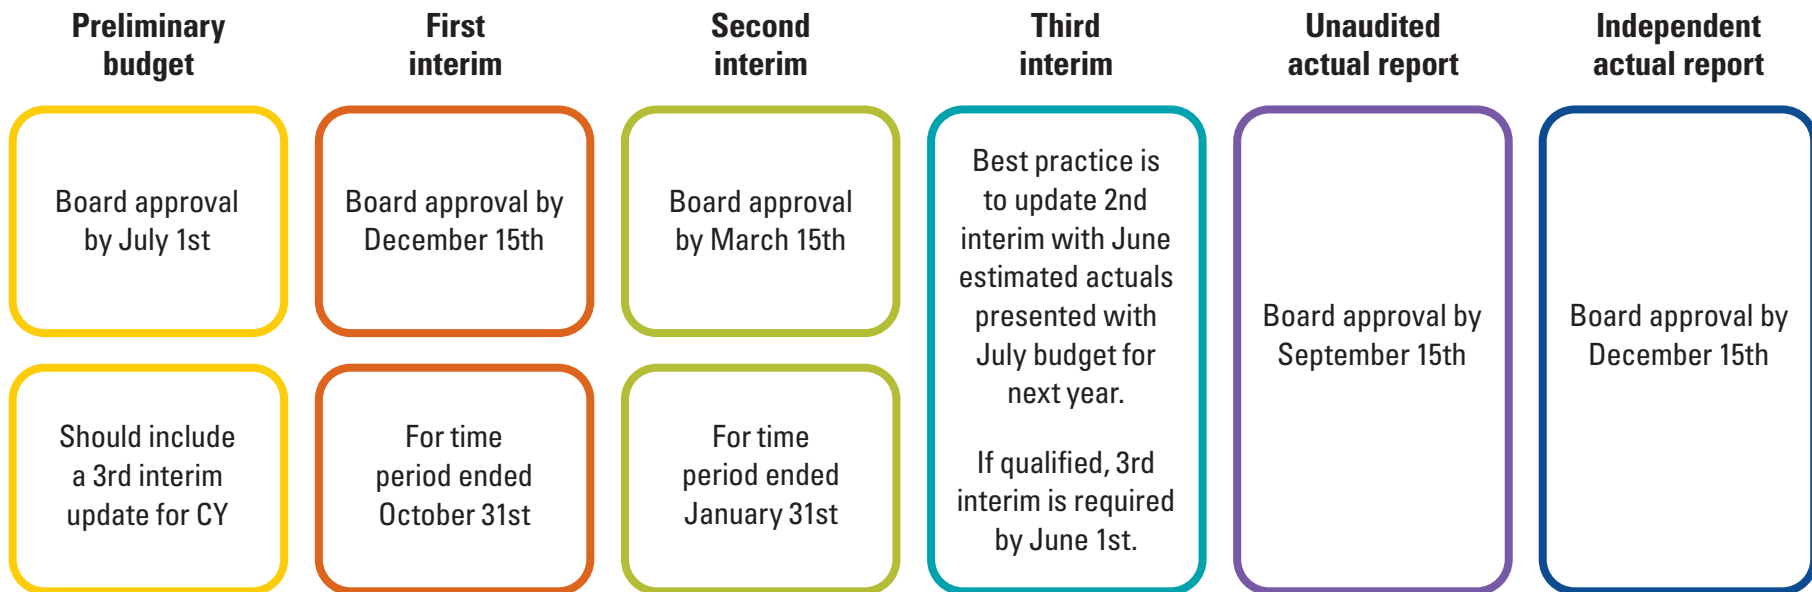 Preliminary
budget
First
interim
Second
interim
Third
interim
Unaudited
actual report
Independent
actual report
Board approval
by July 1st
Should include
a 3rd interim
update for CY
Board approval by
December 15th
For time
period ended
October 31st
Board approval
by March 15th
For time
period ended
January 31st
Best practice is
to update 2nd
interim with June
estimated actuals
presented with
July budget for
next year.
If qualified, 3rd
interim is required
by June 1st.
Board approval by
September 15th
Board approval by
December 15th